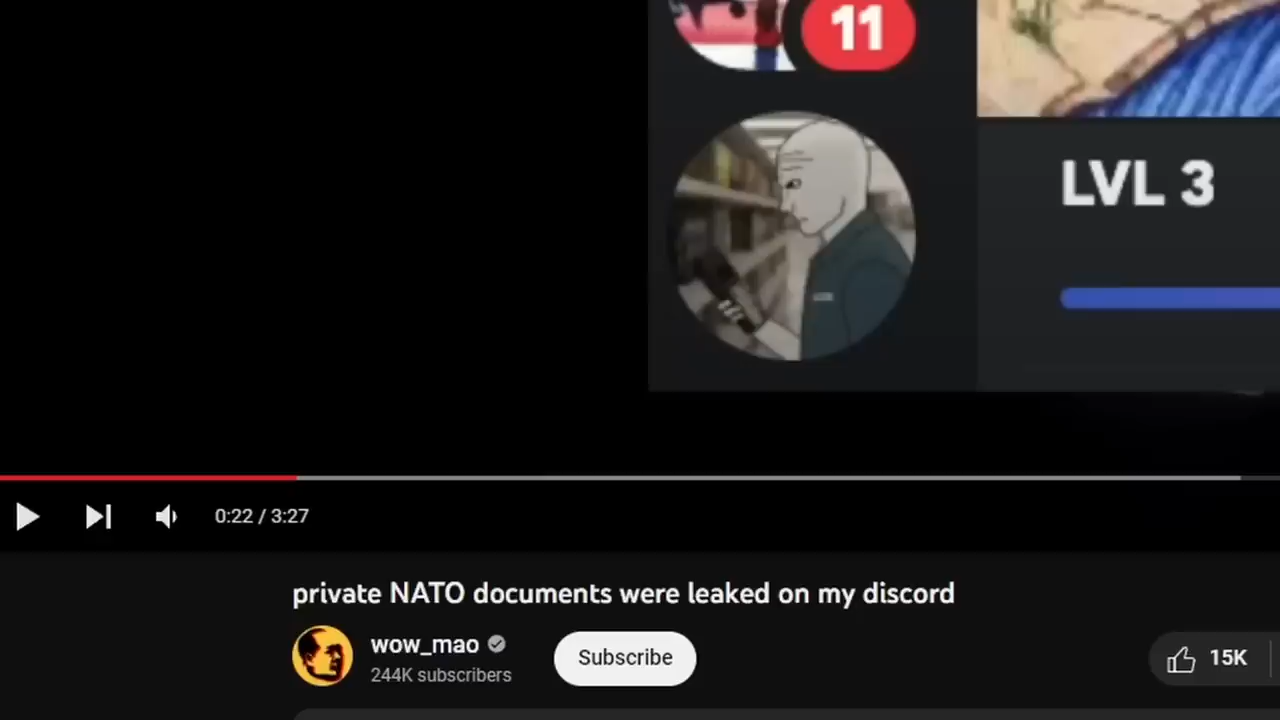 11
LVL 3
0:22 / 3:27
private NATO documents were leaked on my discord
wow_mao
244K subscribers
Subscribe
15K